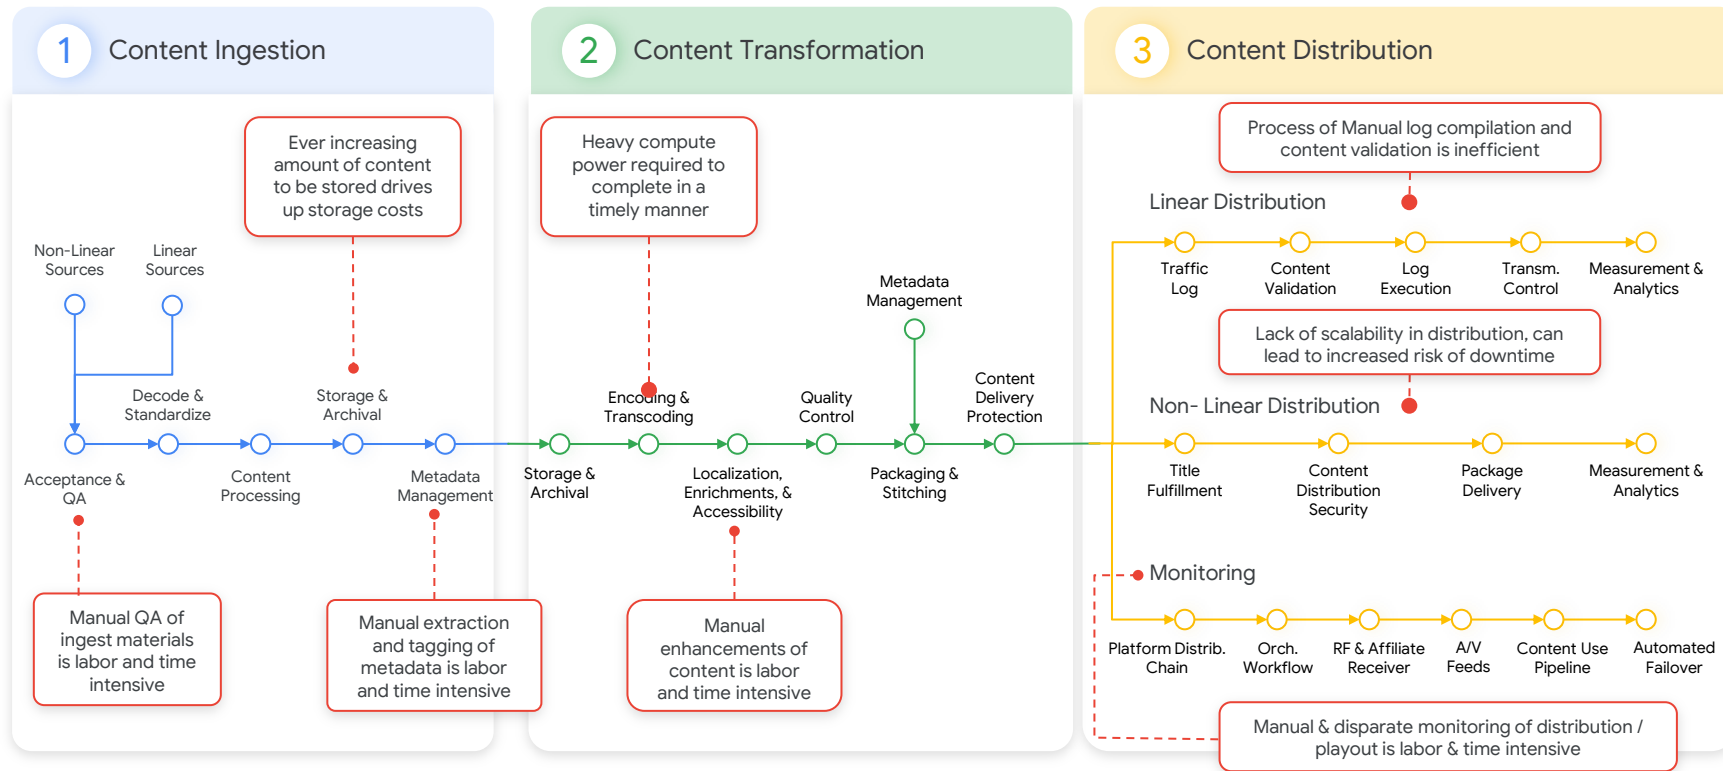 1
Content Ingestion
Ever increasing
amount of content
to be stored drives
up storage costs
Non-Linear
Sources
Linear
Sources
Decode &
Standardize
Storage &
Archival
Acceptance &
QA
Content
Processing
Metadata
Management
Manual QA of
ingest materials
is labor and time
intensive
Manual extraction
and tagging of
metadata is labor
and time intensive
2
Content Transformation
Heavy compute
power required to
complete in a
timely manner
Metadata
Management
Encoding &
Transcoding
Quality
Control
Content
Delivery
Protection
Storage &
Archival
Localization,
Enrichments, &
Accessibility
Packaging &
Stitching
Manual
enhancements of
content is labor
and time intensive
3
Content Distribution
Process of Manual log compilation and
content validation is inefficient
Linear Distribution
Traffic
Log
Content
Validation
Log
Execution
Transm.
Control
Measurement &
Analytics
Lack of scalability in distribution, can
lead to increased risk of downtime
Non- Linear Distribution
Title
Fulfillment
Content
Distribution
Security
Package
Delivery
Measurement &
Analytics
Monitoring
Platform Distrib.
Chain
Orch.
Workflow
RF & Affiliate
Receiver
A/V
Feeds
Content Use
Pipeline
Automated
Failover
Manual & disparate monitoring of distribution /
playout is labor & time intensive